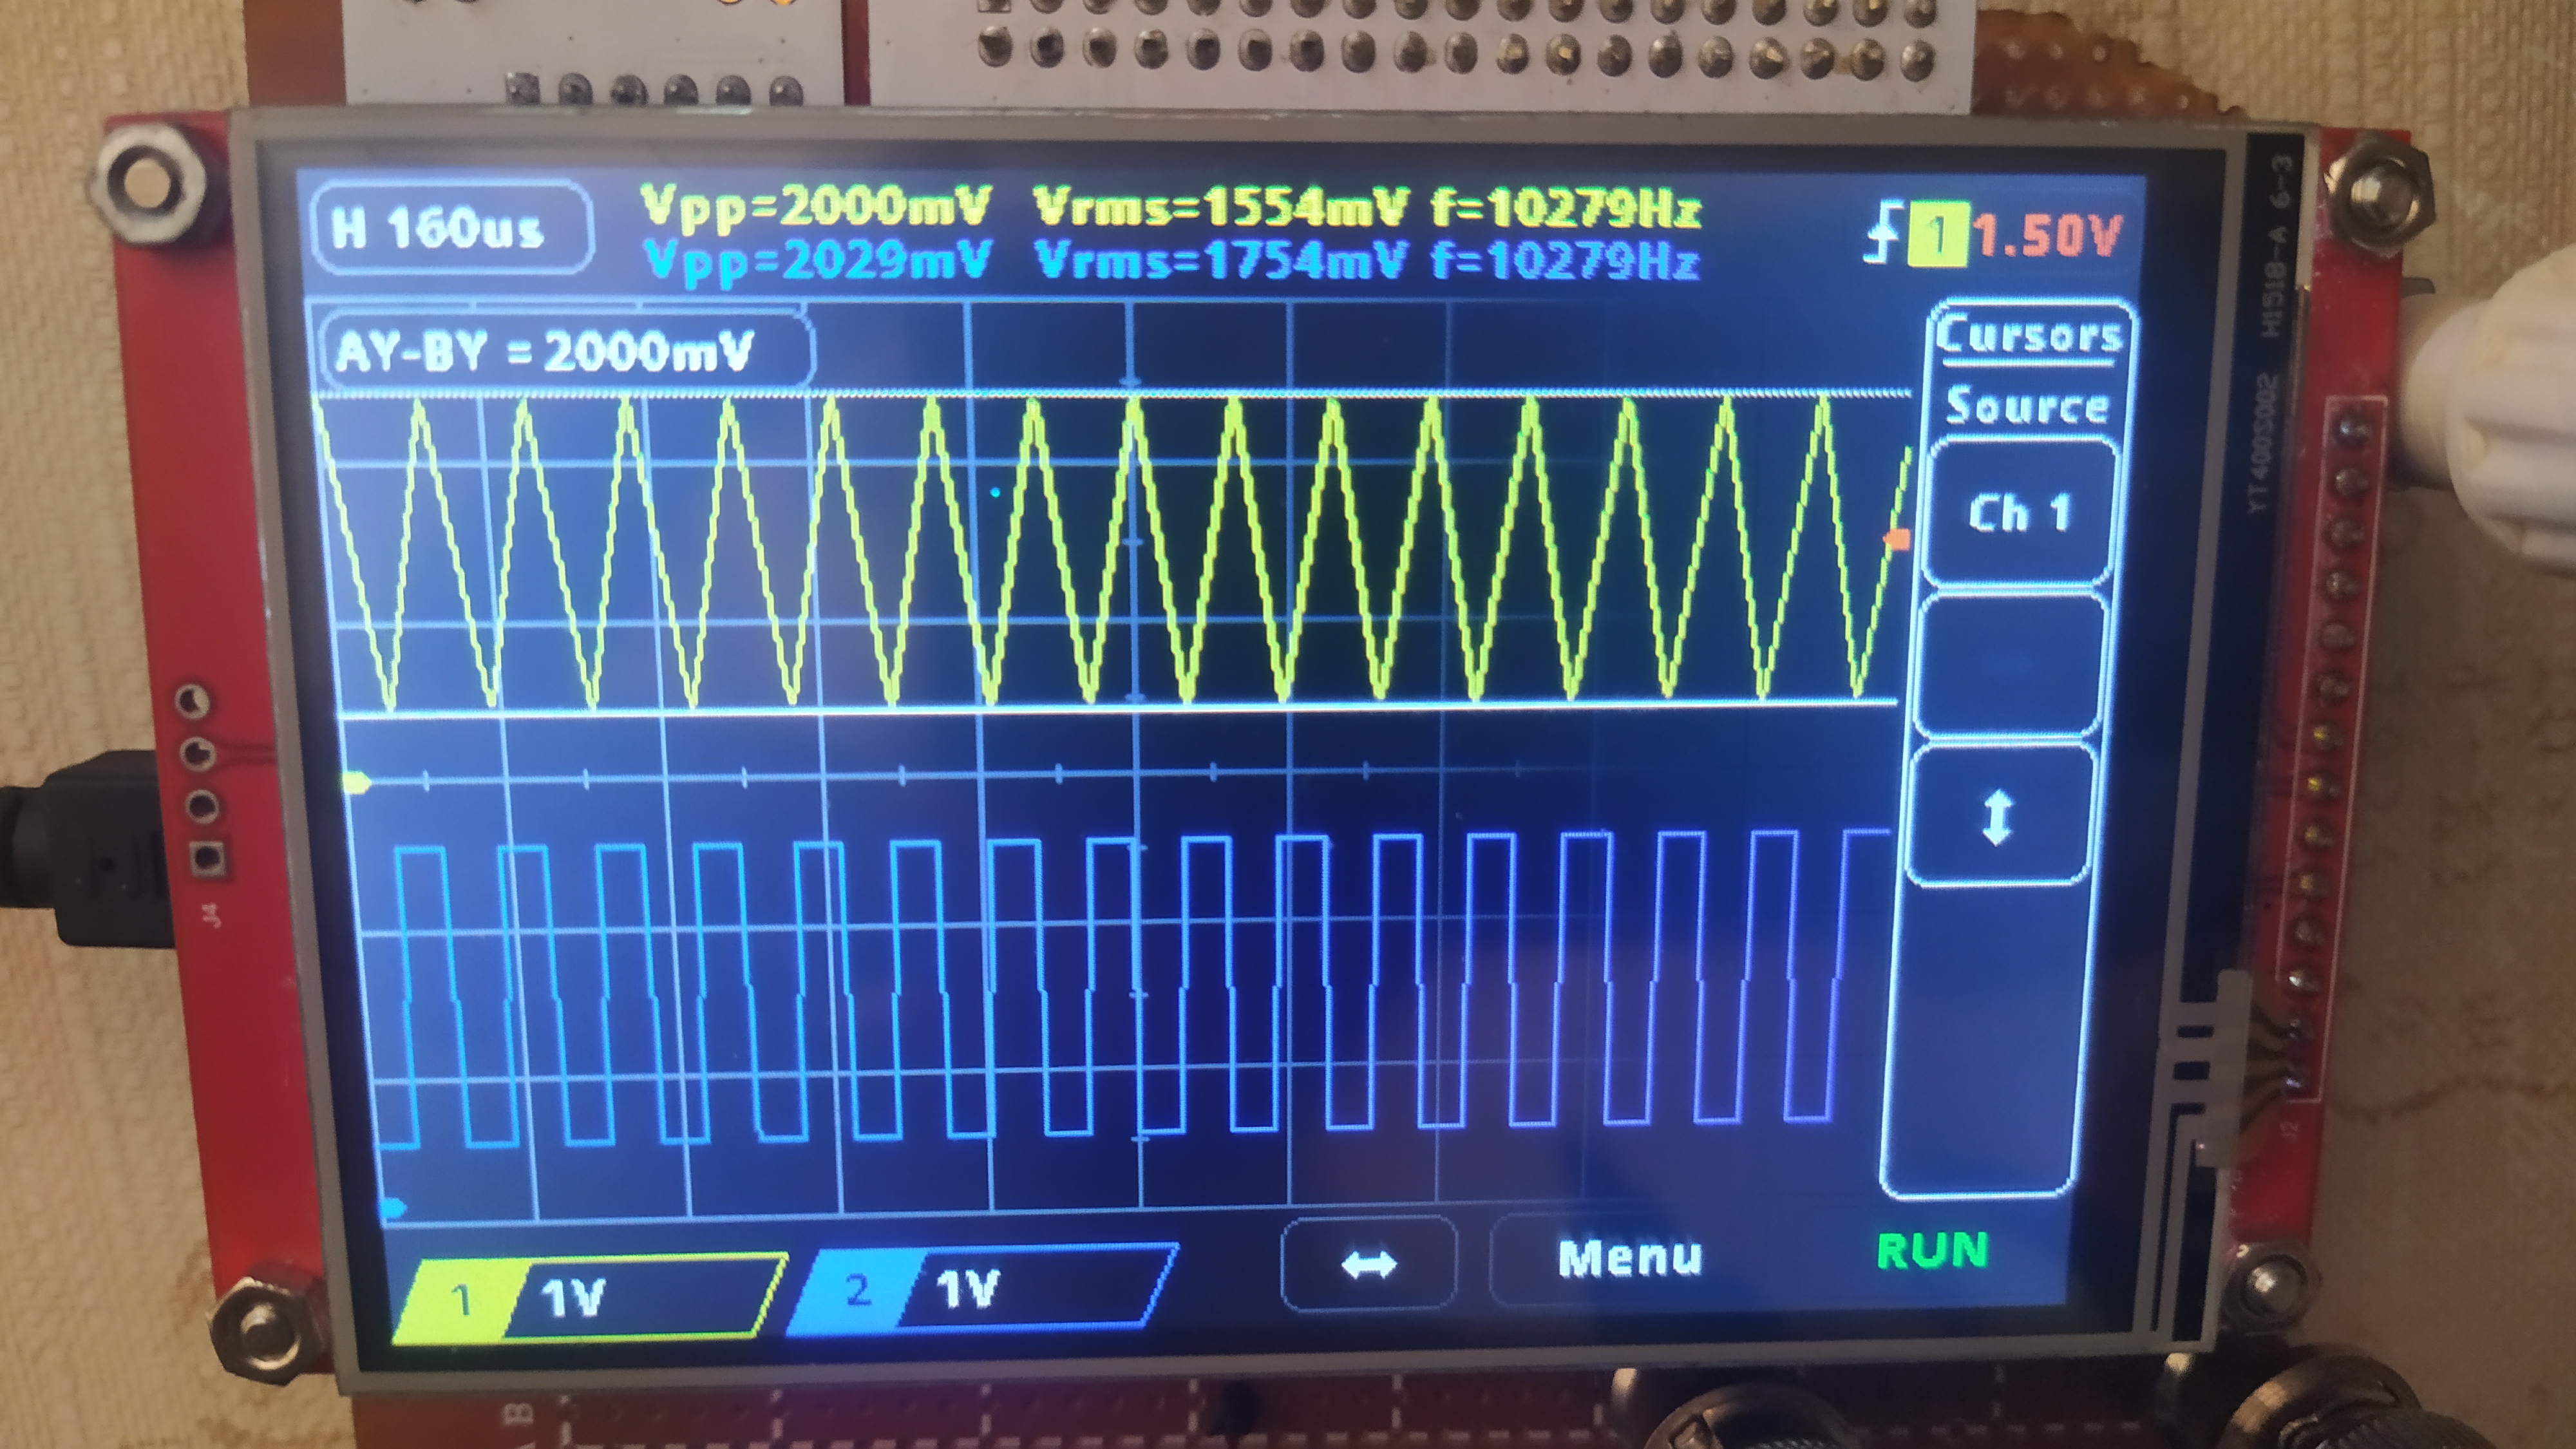 H 160us
Vpp=2000mV Vrms=1554mV f=10279Hz
Vpp=2029mV Vrms=1754mV f=10279Hz
1 1.50V
AY-BY = 2000mV
Cursors
Source
Ch 1
1 1V
2 1V
Menu
RUN
J4
J2
YT400S002 H1518-A 6-3
A B